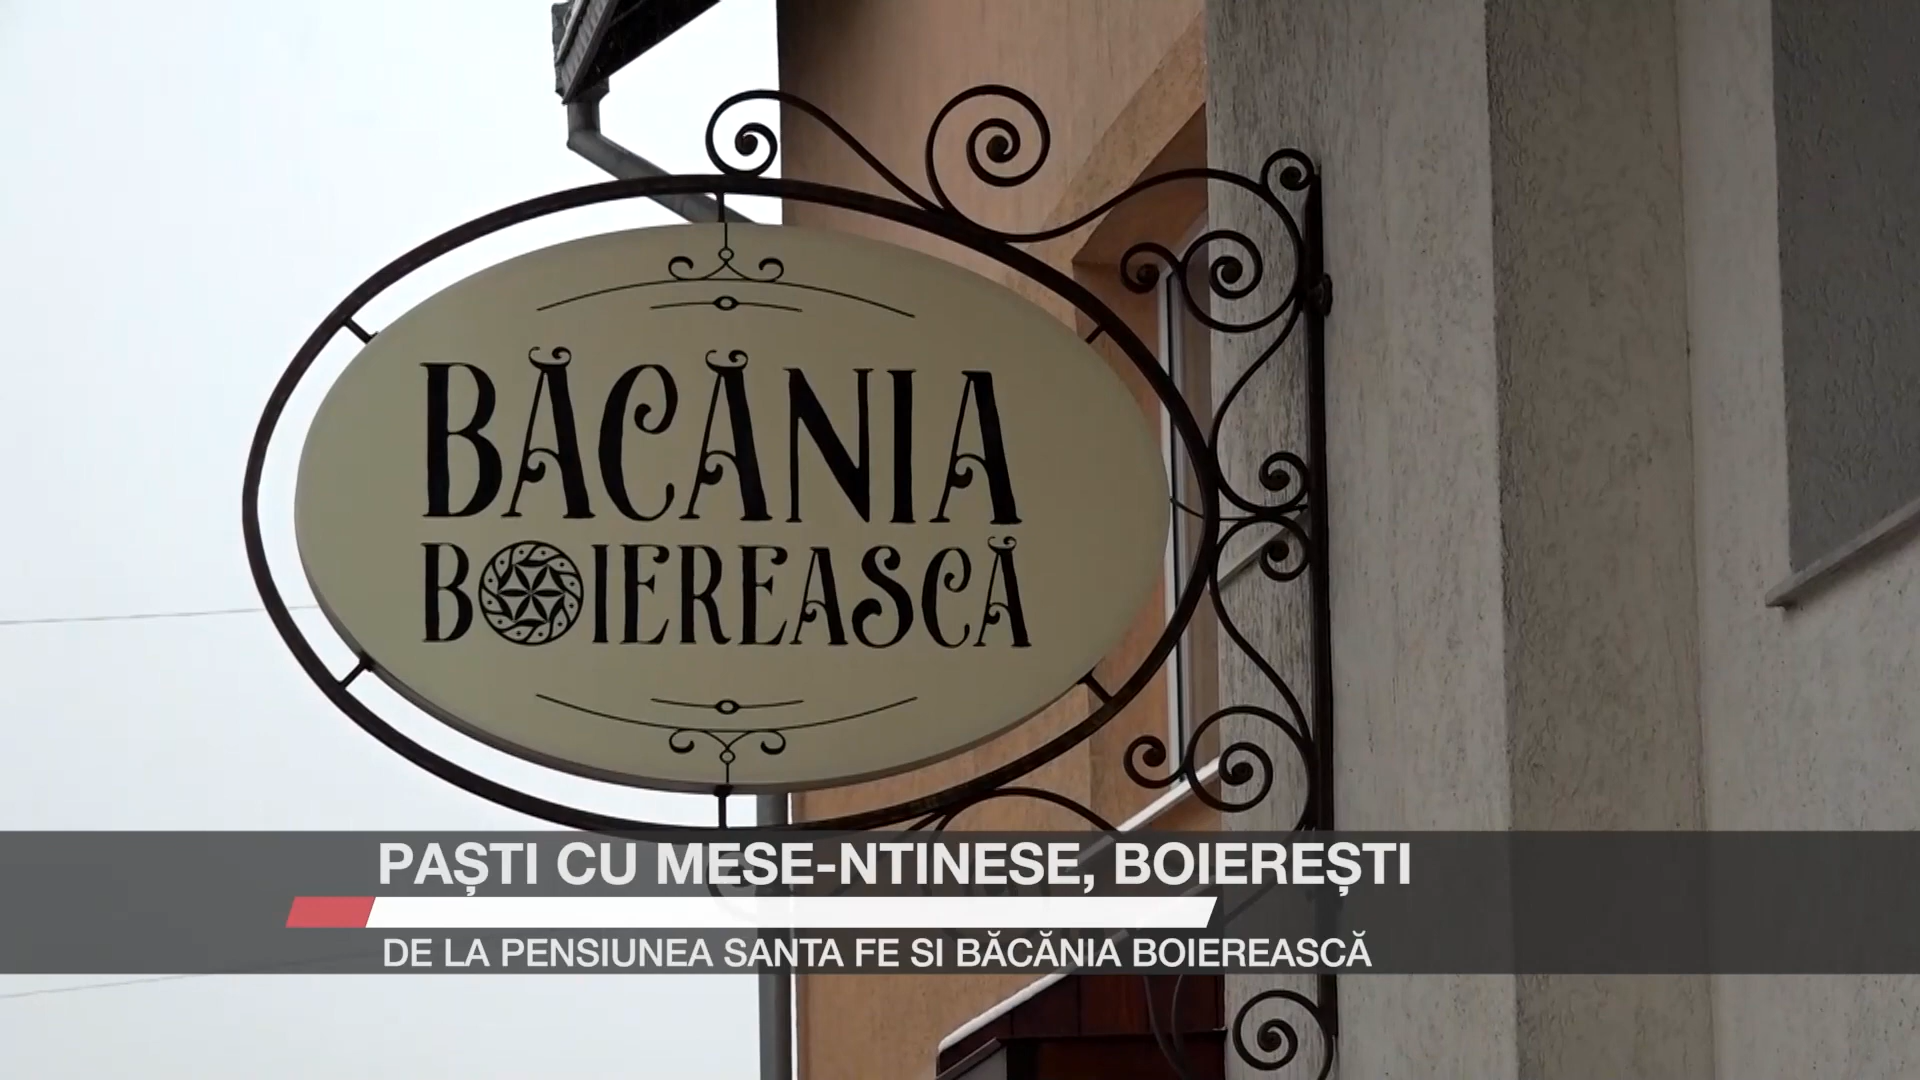 BĂCĂNIA
BOIEREASCĂ
PAȘTI CU MESE-NTINESE, BOIEREȘTI
DE LA PENSIUNEA SANTA FE SI BĂCĂNIA BOIEREASCĂ